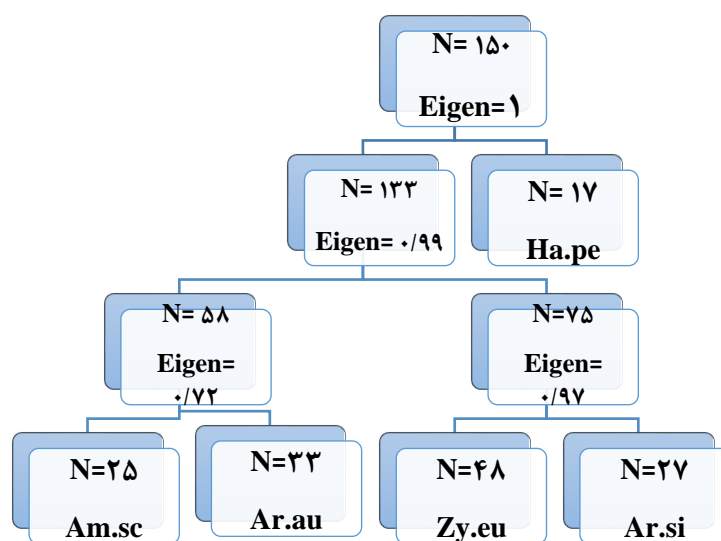 N= ۱۵۰
Eigen=۱
N= ۱۳۳
Eigen= ۰/۹۹
N= ۱۷
Ha.pe
N= ۵۸
Eigen=
۰/۷۲
N=۷۵
Eigen=
۰/۹۷
N=۲۵
Am.sc
N=۳۳
Ar.au
N=۴۸
Zy.eu
N=۲۷
Ar.si